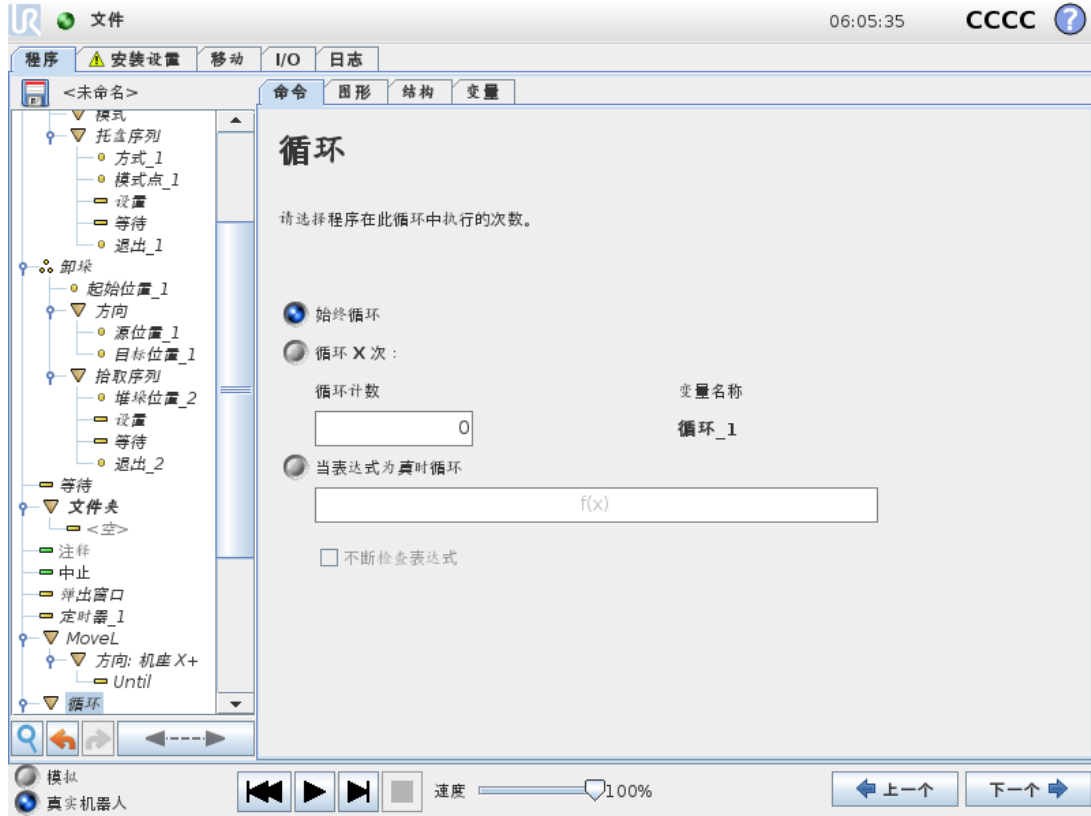 UR 文件 06:05:35 CCCC ?
程序 安装设置 移动 I/O 日志
<未命名>
命令 图形 结构 变量
模式
托盒序列
方式_1
模式点_1
设置
等待
退出_1
卸垛
起始位置_1
方向
源位置_1
目标位置_1
拾取序列
堆垛位置_2
设置
等待
退出_2
等待
文件夹
<空>
注释
中止
弹出窗口
定时器_1
MoveL
方向: 机座 X+
Until
循环
循环
请选择程序在此循环中执行的次数。
始终循环
循环 X 次：
循环计数 变量名称
0 循环_1
当表达式为真时循环
f(x)
不断检查表达式
模拟
真实机器人
速度 100%
上一个 下一个